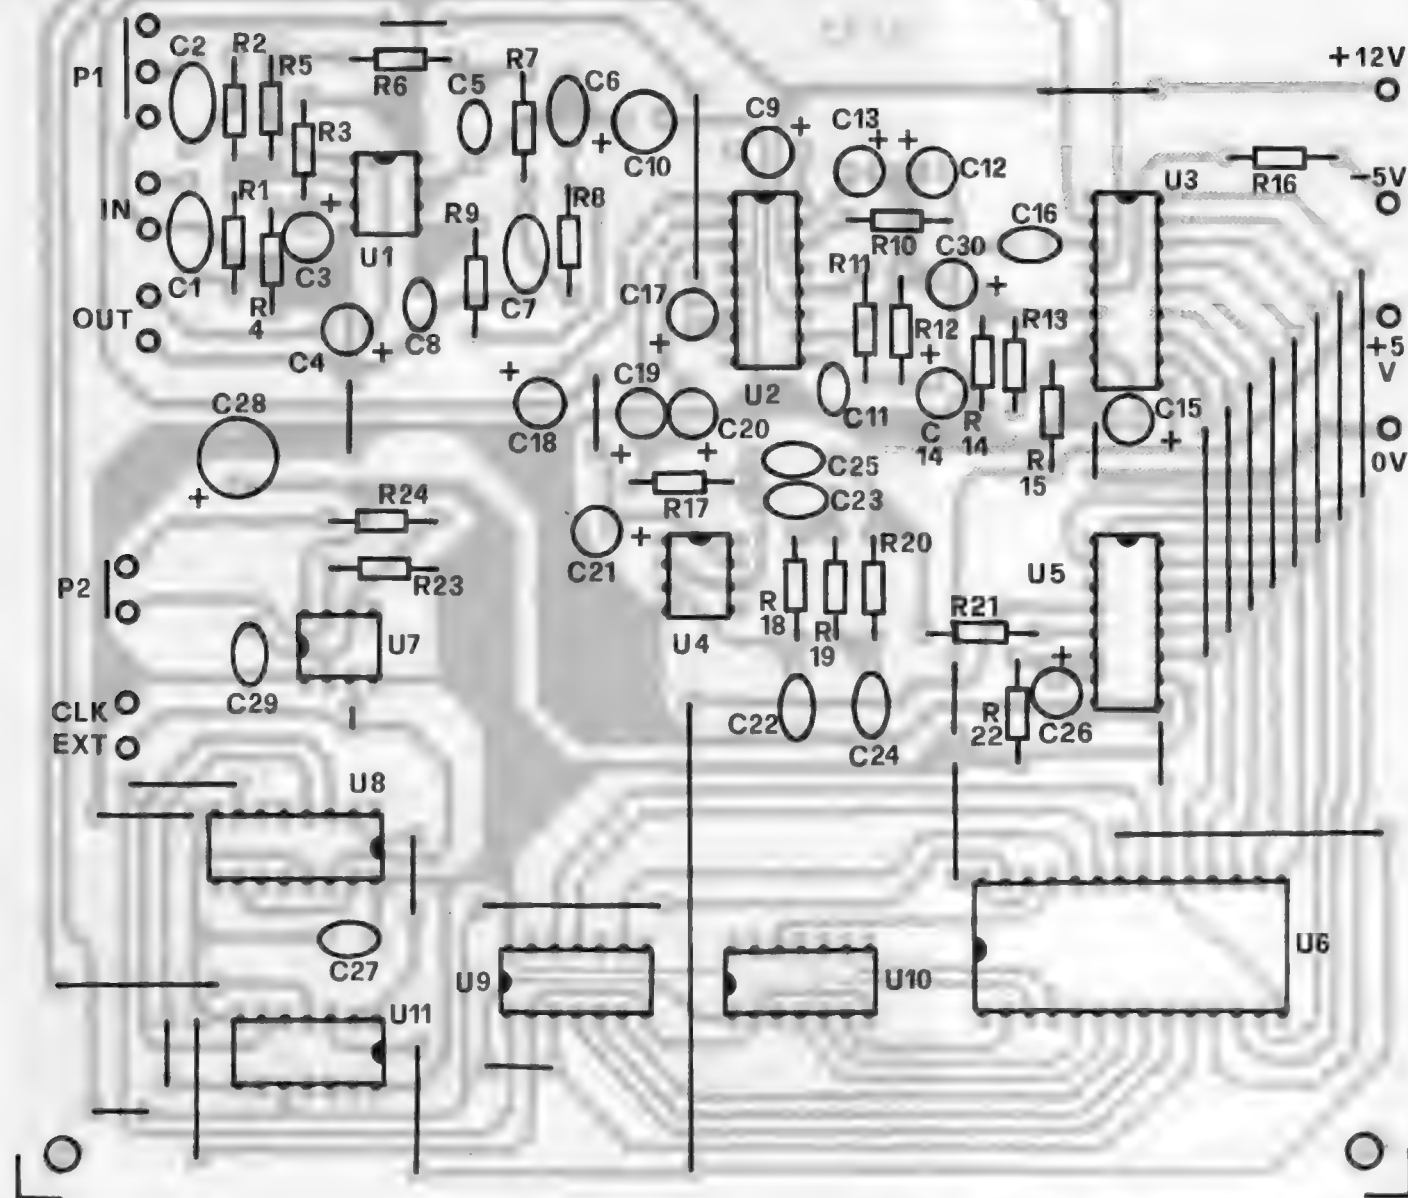 P1
C2
R2
R5
R6
R3
C5
R7
C6
C10
C9
C13
C12
+12V
R16
-5V
IN
R1
U1
R9
R8
C1
R
4
C3
C7
C8
C4
OUT
C17
U2
R10
C30
C16
U3
R11
R12
R13
C11
C
14
R
14
R
15
C15
+5
V
0V
C28
C18
C19
C20
C25
C23
R17
C21
R24
R23
P2
U7
C29
U4
R
18
R
19
R20
R21
U5
C22
C24
R
22
C26
CLK
EXT
U8
C27
U11
U9
U10
U6